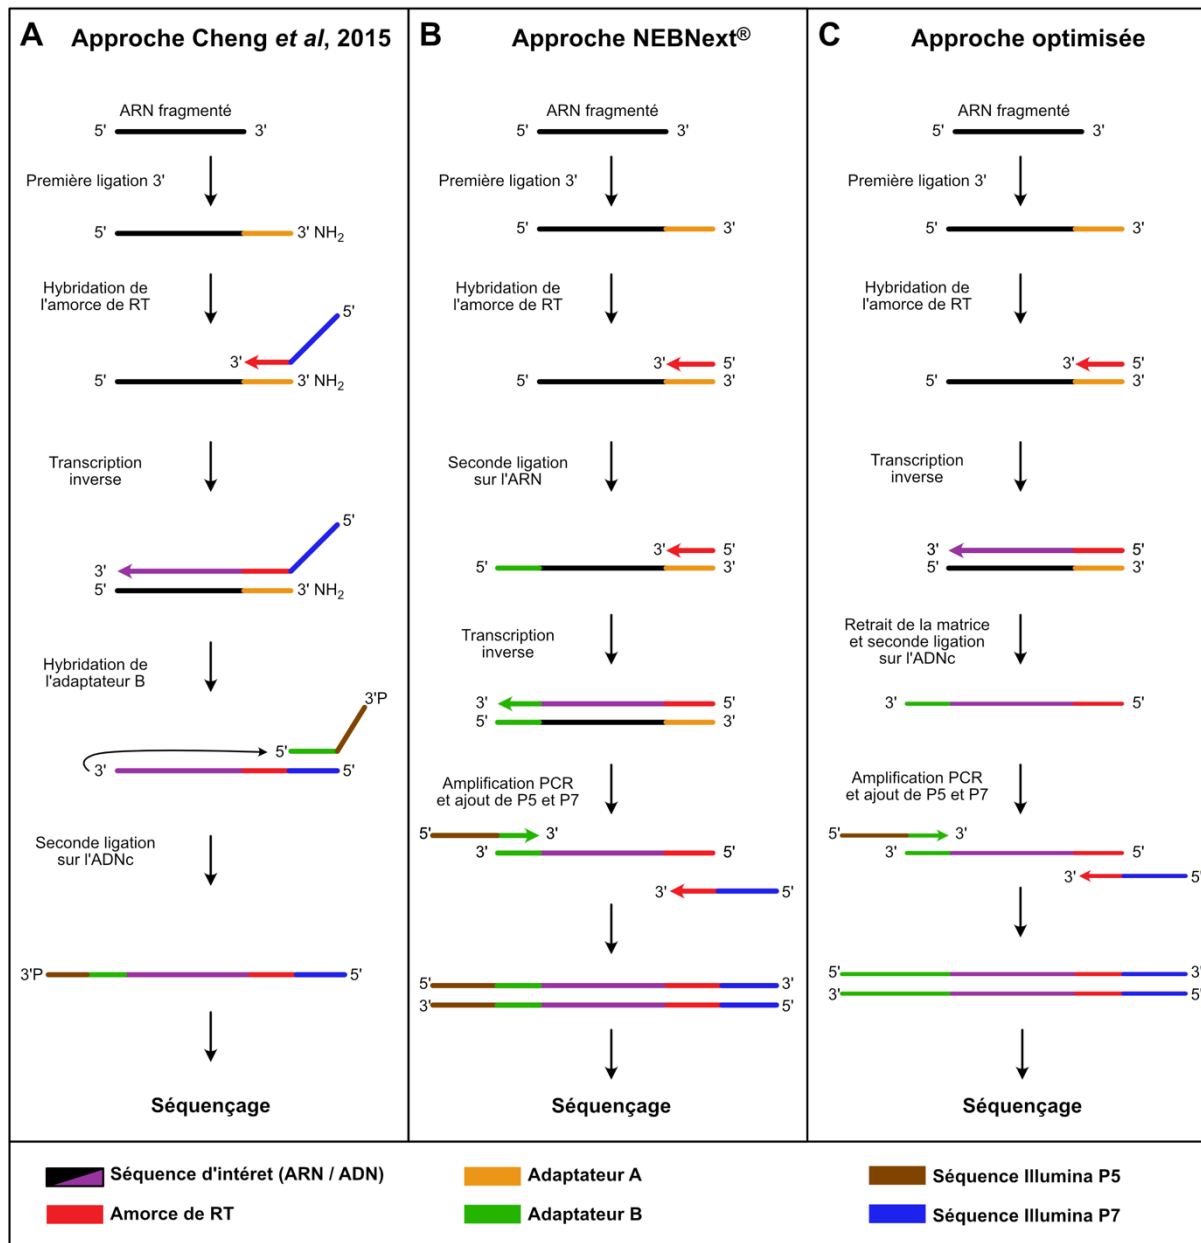 A Approche Cheng et al, 2015
ARN fragmenté
5' 3'
Première ligation 3'
5' 3' NH2
Hybridation de
l'amorce de RT
5'
3'
5' 3' NH2
Transcription
inverse
5'
3'
5' 3' NH2
Hybridation de
l'adaptateur B
3'P
5'
3' 5'
Seconde ligation
sur l'ADNc
3'P 5'
Séquençage
B Approche NEBNext®
ARN fragmenté
5' 3'
Première ligation 3'
5' 3'
Hybridation de
l'amorce de RT
3' 5'
5' 3'
Seconde ligation
sur l'ARN
3' 5'
5' 3'
Transcription
inverse
3' 5'
5' 3'
Amplification PCR
et ajout de P5 et P7
5' 3'
3' 5'
3' 5'
5' 3'
3' 5'
Séquençage
C Approche optimisée
ARN fragmenté
5' 3'
Première ligation 3'
5' 3'
Hybridation de
l'amorce de RT
3' 5'
5' 3'
Transcription
inverse
3' 5'
5' 3'
Retrait de la matrice
et seconde ligation
sur l'ADNc
3' 5'
Amplification PCR
et ajout de P5 et P7
5' 3'
3' 5'
3' 5'
5' 3'
3' 5'
Séquençage
Séquence d'intéret (ARN / ADN)
Adaptateur A
Séquence Illumina P5
Amorce de RT
Adaptateur B
Séquence Illumina P7